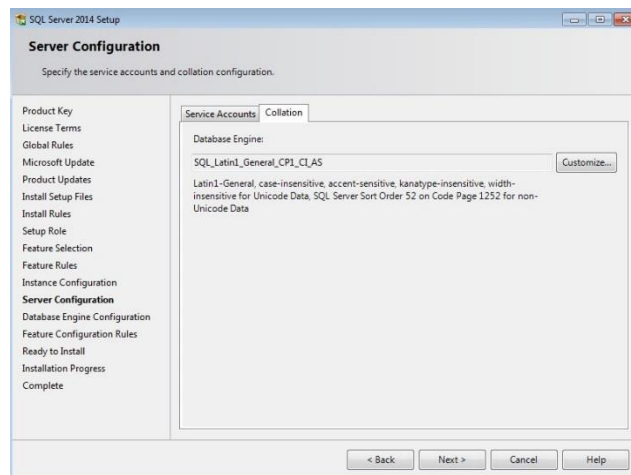 SQL Server 2014 Setup
Server Configuration
Specify the service accounts and collation configuration.
Product Key
License Terms
Global Rules
Microsoft Update
Product Updates
Install Setup Files
Install Rules
Setup Role
Feature Selection
Feature Rules
Instance Configuration
Server Configuration
Database Engine Configuration
Feature Configuration Rules
Ready to Install
Installation Progress
Complete
Service Accounts Collation
Database Engine:
SQL_Latin1_General_CP1_CI_AS Customize...
Latin1-General, case-insensitive, accent-sensitive, kanatype-insensitive, width-
insensitive for Unicode Data, SQL Server Sort Order 52 on Code Page 1252 for non-
Unicode Data
< Back Next > Cancel Help